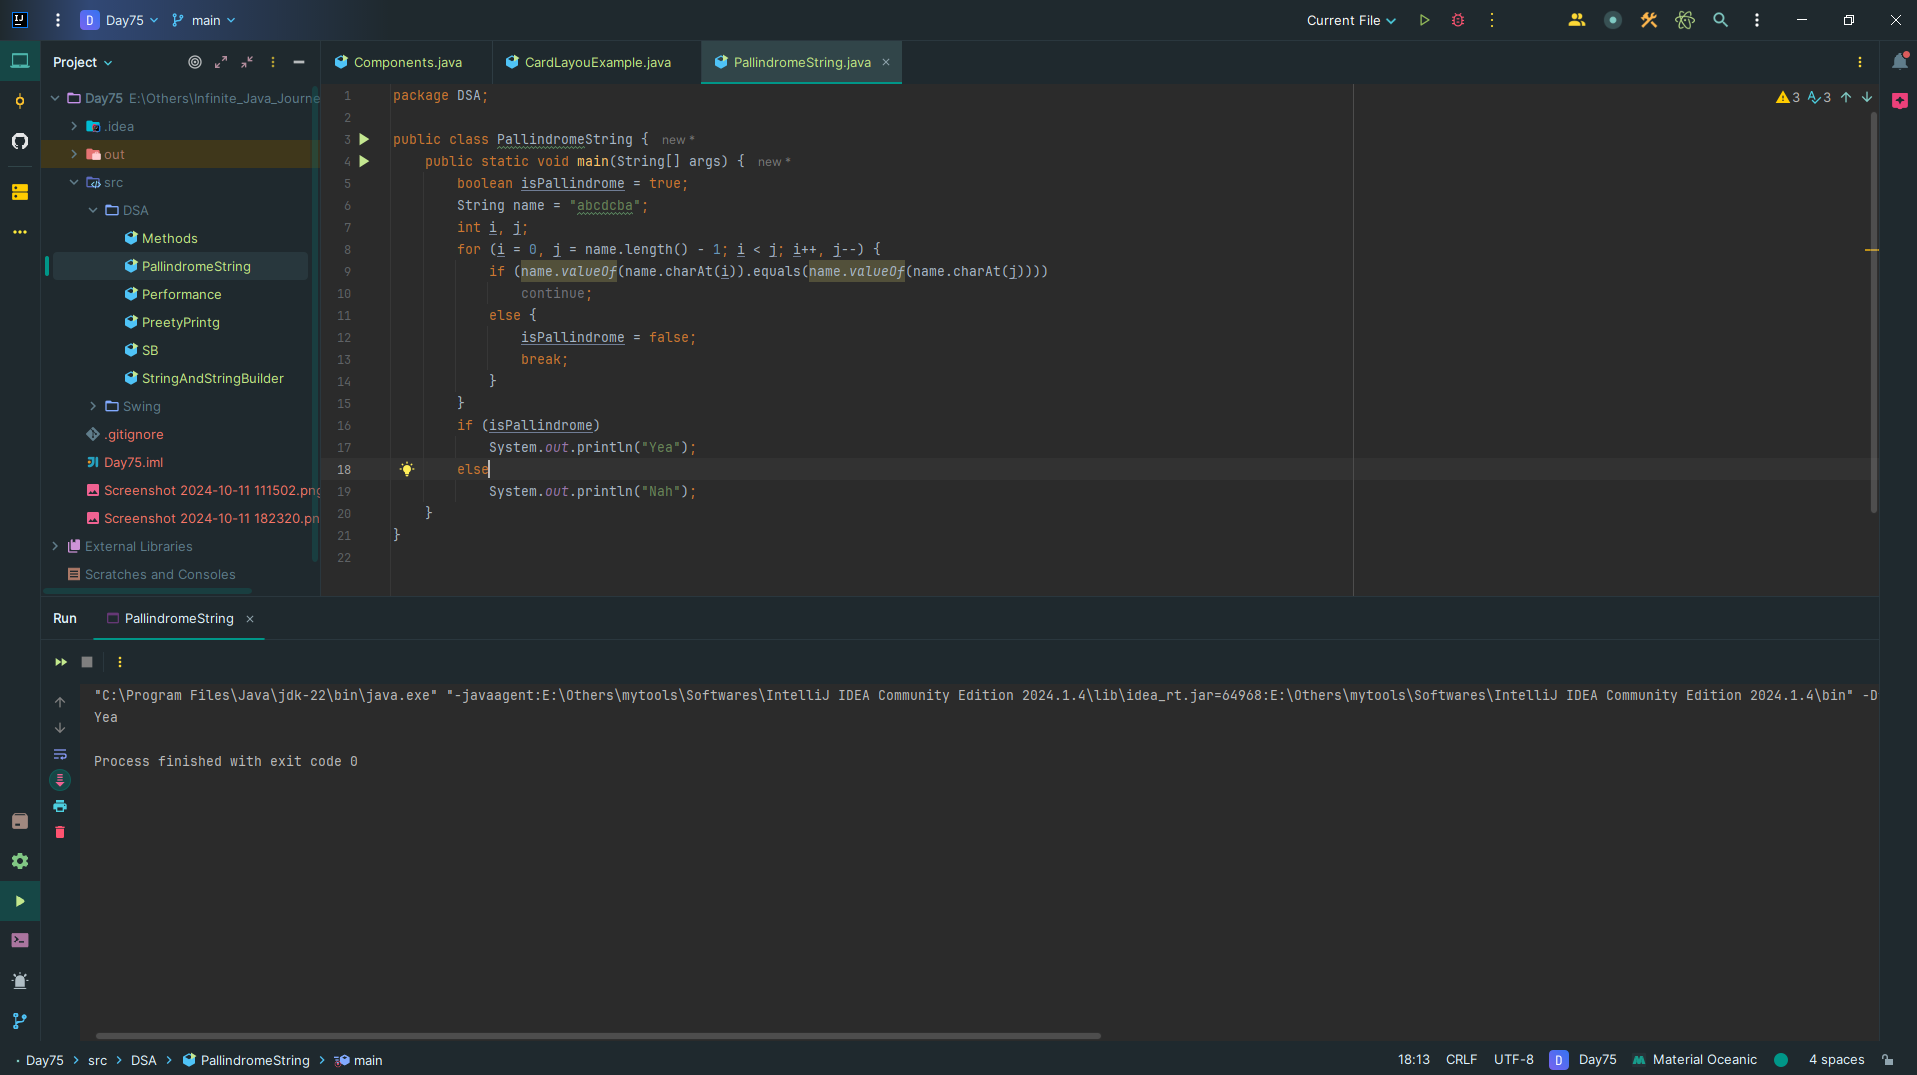 D Day75 main Current File
Project
Components.java CardLayouExample.java PallindromeString.java
Day75 E:\Others\Infinite_Java_Journe
.idea
out
src
DSA
Methods
PallindromeString
Performance
PreetyPrintg
SB
StringAndStringBuilder
Swing
.gitignore
Day75.iml
Screenshot 2024-10-11 111502.png
Screenshot 2024-10-11 182320.pn
External Libraries
Scratches and Consoles
3 3
1 package DSA;
2
3 public class PallindromeString { new *
4 public static void main(String[] args) { new *
5 boolean isPallindrome = true;
6 String name = "abcdcba";
7 int i, j;
8 for (i = 0, j = name.length() - 1; i < j; i++, j--) {
9 if (name.valueOf(name.charAt(i)).equals(name.valueOf(name.charAt(j))))
10 continue;
11 else {
12 isPallindrome = false;
13 break;
14 }
15 }
16 if (isPallindrome)
17 System.out.println("Yea");
18 else
19 System.out.println("Nah");
20 }
21 }
22
Run PallindromeString
"C:\Program Files\Java\jdk-22\bin\java.exe" "-javaagent:E:\Others\mytools\Softwares\IntelliJ IDEA Community Edition 2024.1.4\lib\idea_rt.jar=64968:E:\Others\mytools\Softwares\IntelliJ IDEA Community Edition 2024.1.4\bin" -D
Yea
Process finished with exit code 0
Day75 > src > DSA > PallindromeString > main 18:13 CRLF UTF-8 D Day75 Material Oceanic 4 spaces